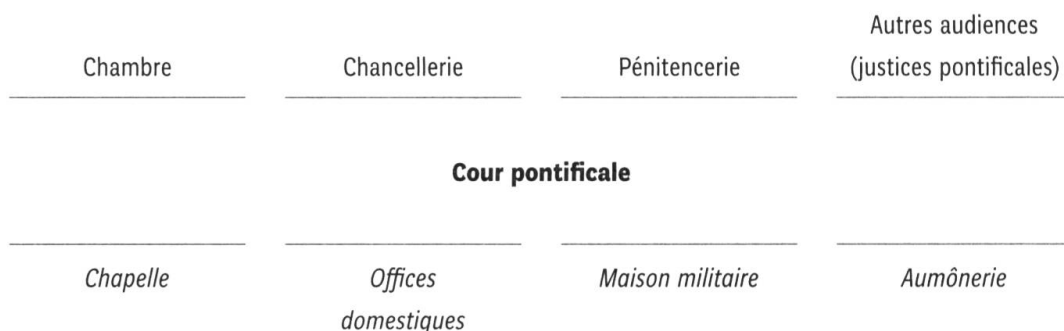 Autres audiences
Chambre Chancellerie Pénitencerie (justices pontificales)
Cour pontificale
Chapelle Offices Maison militaire Aumônerie
domestiques